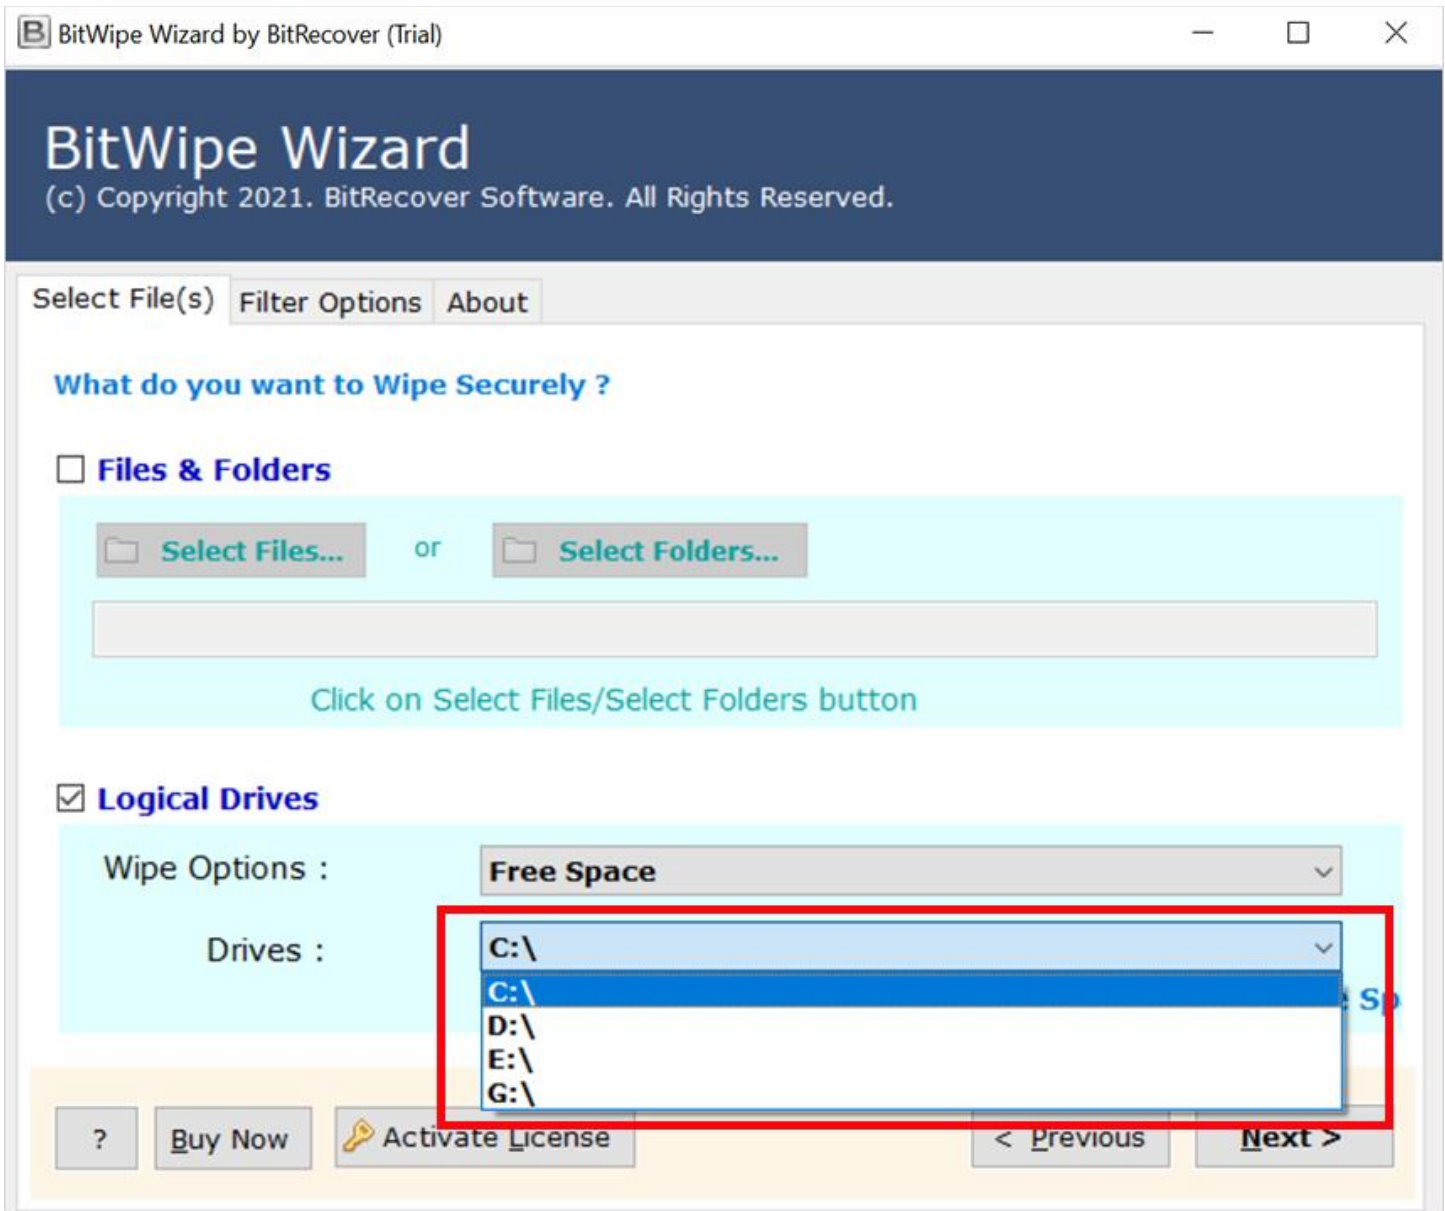 BitWipe Wizard by BitRecover (Trial)
BitWipe Wizard
(c) Copyright 2021. BitRecover Software. All Rights Reserved.
Select File(s) Filter Options About
What do you want to Wipe Securely ?
Files & Folders
Select Files... or Select Folders...
Click on Select Files/Select Folders button
Logical Drives
Wipe Options : Free Space
Drives : C:\
C:\
D:\
E:\
G:\
? Buy Now Activate License < Previous Next >